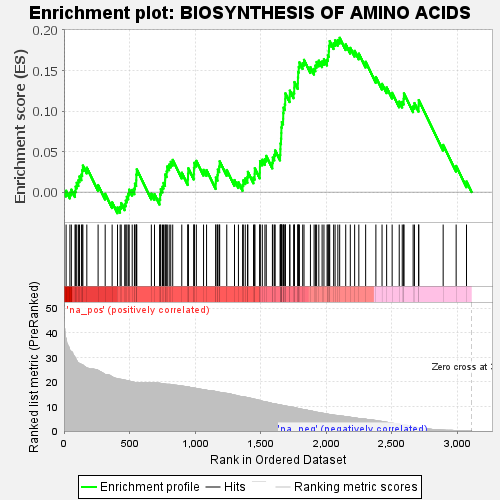 Enrichment plot: BIOSYNTHESIS OF AMINO ACIDS
Enrichment score (ES)
0.20
0.15
0.10
0.05
0.00
Ranked list metric (PreRanked)
50
40
30
20
10
0
'na_pos' (positively correlated)
Zero cross at 3
'na_neg' (negatively correlated)
0
500
1,000
1,500
2,000
2,500
3,000
Rank in Ordered Dataset
Enrichment profile
Hits
Ranking metric scores